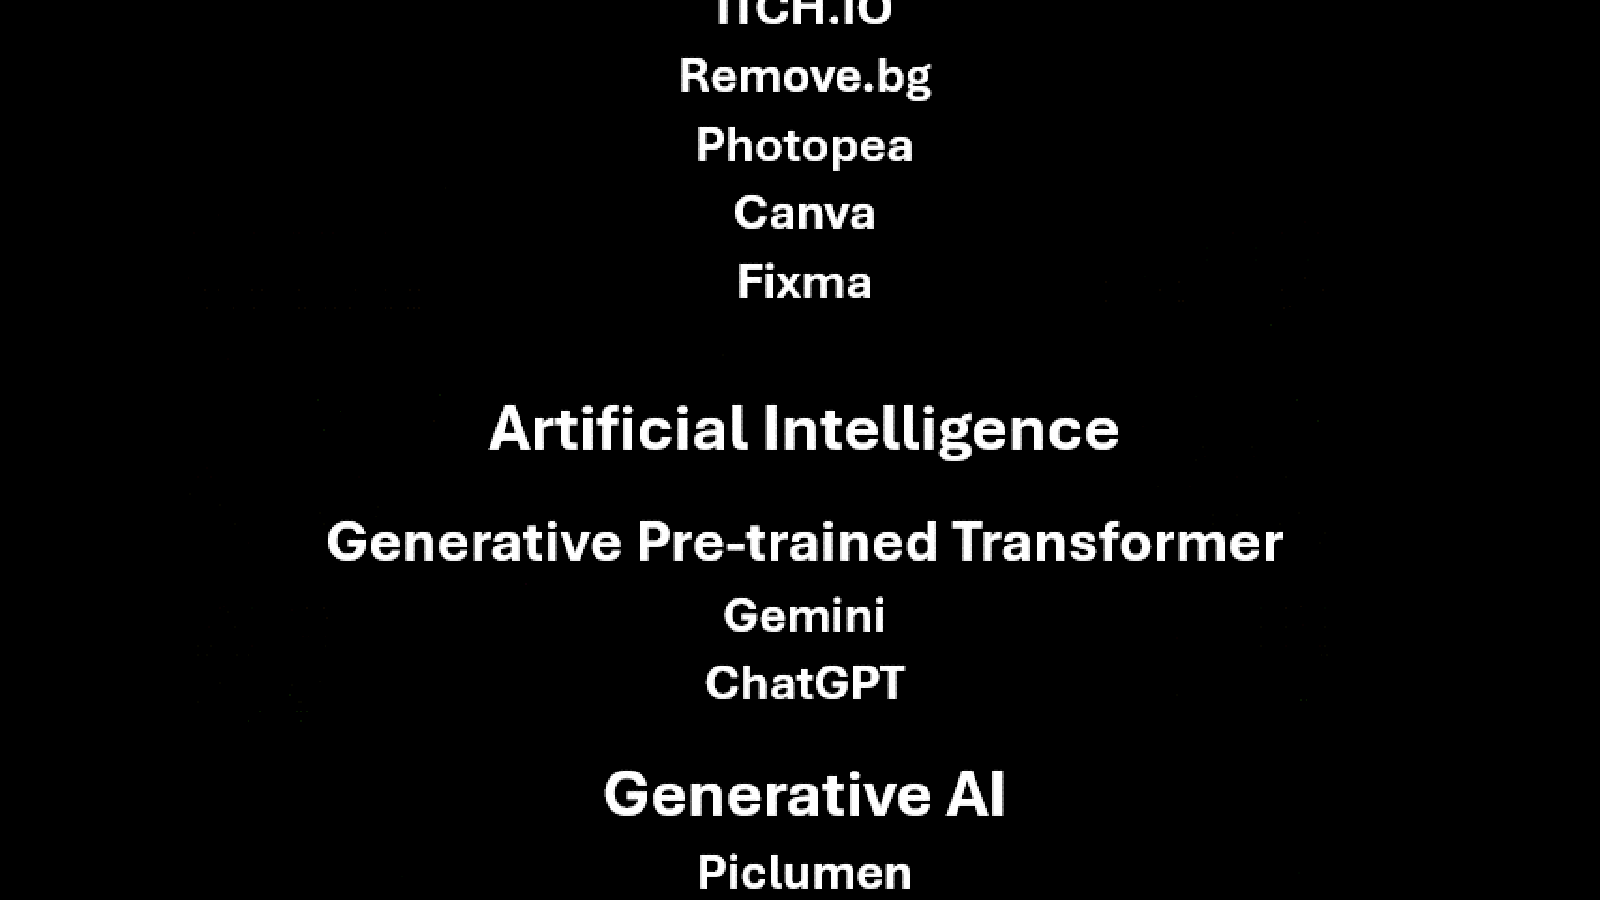 ITCH.IO
Remove.bg
Photopea
Canva
Fixma
Artificial Intelligence
Generative Pre-trained Transformer
Gemini
ChatGPT
Generative AI
Piclumen